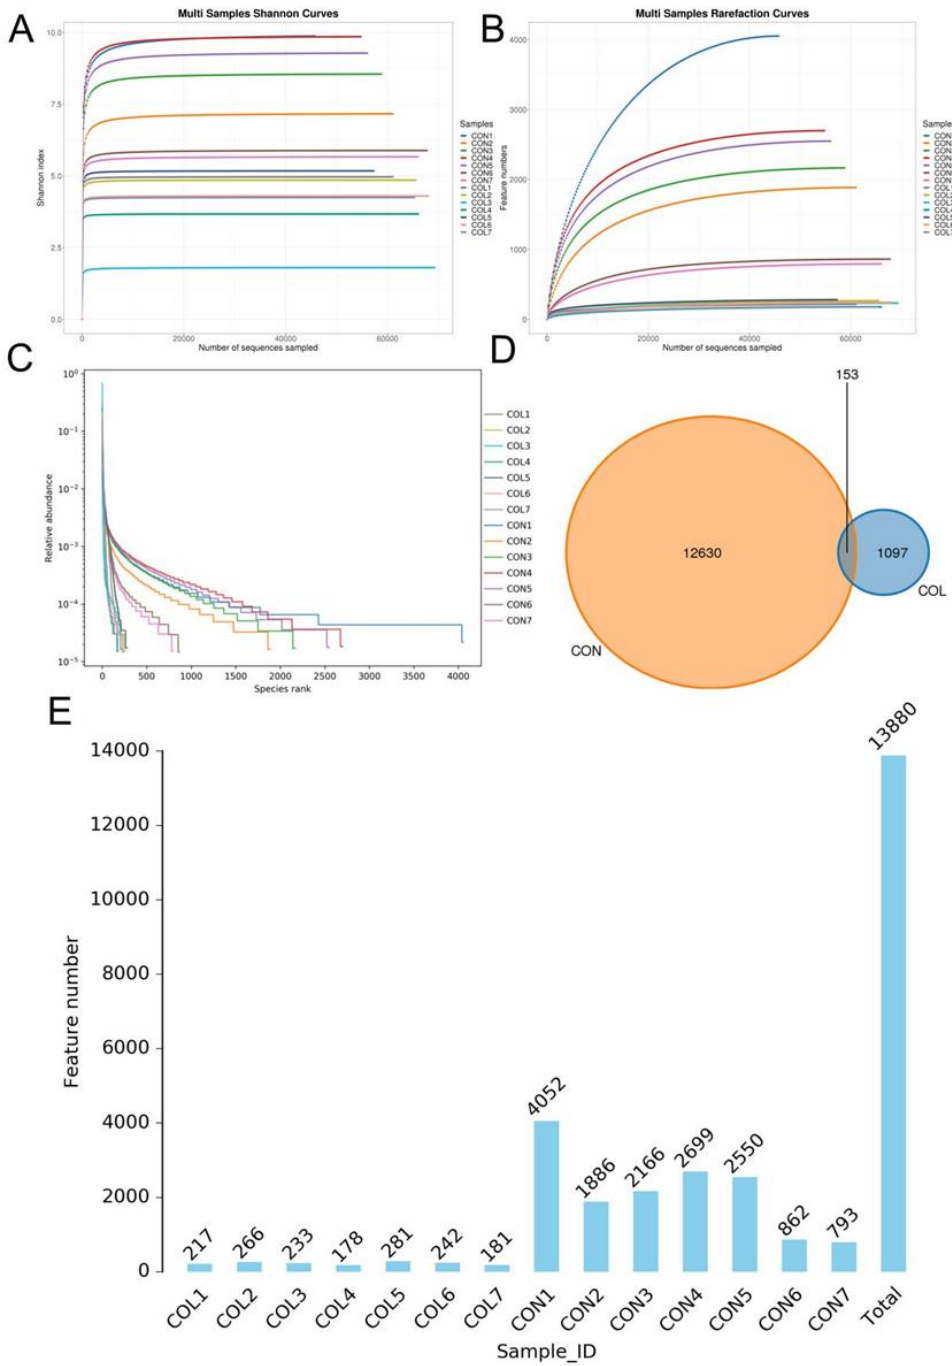 A
Multi Samples Shannon Curves
10.0
7.5
5.0
2.5
0.0
Shannon index
0
20000
40000
60000
Number of sequences sampled
Samples
CON1
CON2
CON3
CON4
CON5
CON6
CON7
COL1
COL2
COL3
COL4
COL5
COL6
COL7
B
Multi Samples Rarefaction Curves
4000
3000
2000
1000
0
Feature numbers
0
20000
40000
60000
Number of sequences sampled
Samples
C
10⁰
10⁻¹
10⁻²
10⁻³
10⁻⁴
10⁻⁵
Relative abundance
0
500
1000
1500
2000
2500
3000
3500
4000
Species rank
COL1
COL2
COL3
COL4
COL5
COL6
COL7
CON1
CON2
CON3
CON4
CON5
CON6
CON7
D
153
12630
1097
CON
COL
E
14000
12000
10000
8000
6000
4000
2000
0
Feature number
217
266
233
178
281
242
181
4052
1886
2166
2699
2550
862
793
13880
COL1
COL2
COL3
COL4
COL5
COL6
COL7
CON1
CON2
CON3
CON4
CON5
CON6
CON7
Total
Sample_ID